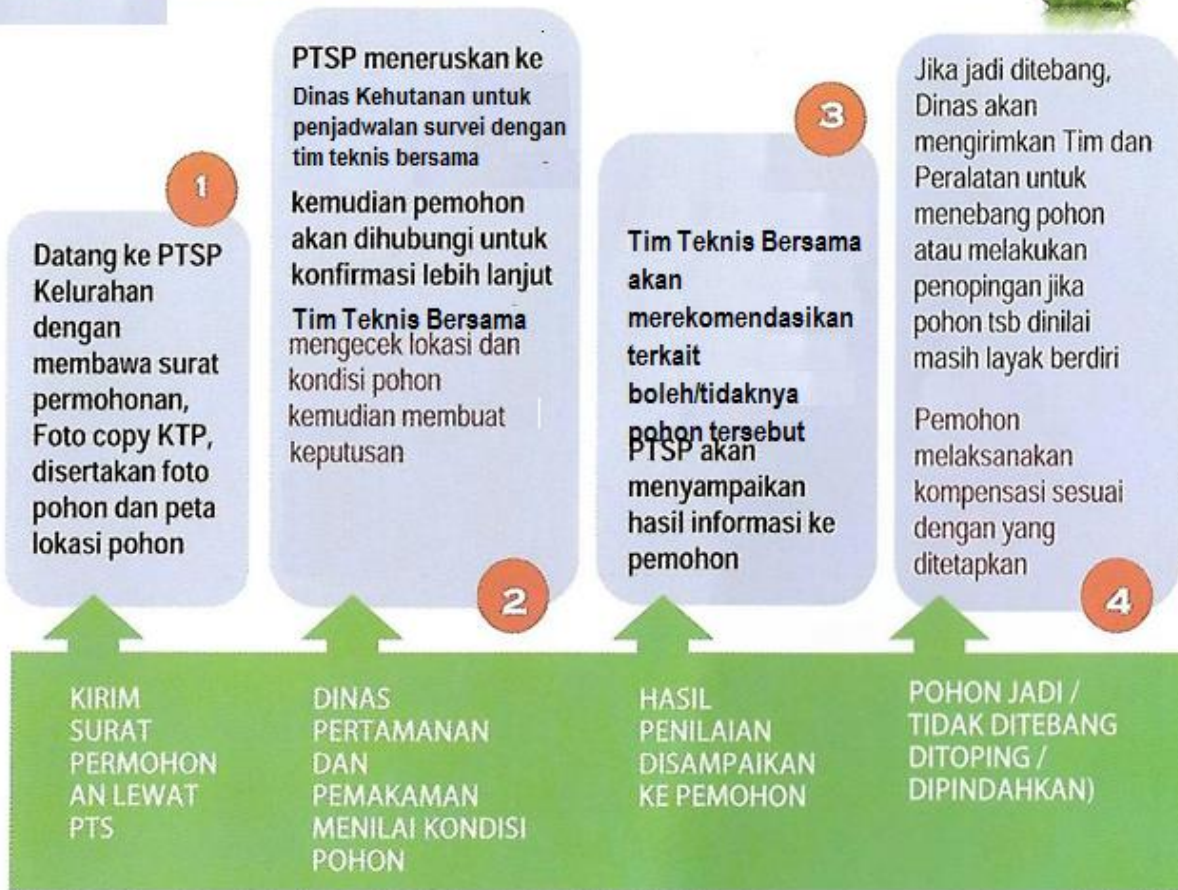 1
Datang ke PTSP
Kelurahan
dengan
membawa surat
permohonan,
Foto copy KTP,
disertakan foto
pohon dan peta
lokasi pohon
PTSP meneruskan ke
Dinas Kehutanan untuk
penjadwalan survei dengan
tim teknis bersama
kemudian pemohon
akan dihubungi untuk
konfirmasi lebih lanjut
Tim Teknis Bersama
mengecek lokasi dan
kondisi pohon
kemudian membuat
keputusan
2
3
Tim Teknis Bersama
akan
merekomendasikan
terkait
boleh/tidaknya
pohon tersebut
PTSP akan
menyampaikan
hasil informasi ke
pemohon
Jika jadi ditebang,
Dinas akan
mengirimkan Tim dan
Peralatan untuk
menebang pohon
atau melakukan
penopingan jika
pohon tsb dinilai
masih layak berdiri
Pemohon
melaksanakan
kompensasi sesuai
dengan yang
ditetapkan
4
KIRIM
SURAT
PERMOHON
AN LEWAT
PTS
DINAS
PERTAMANAN
DAN
PEMAKAMAN
MENILAI KONDISI
POHON
HASIL
PENILAIAN
DISAMPAIKAN
KE PEMOHON
POHON JADI /
TIDAK DITEBANG
DITOPING /
DIPINDAHKAN)